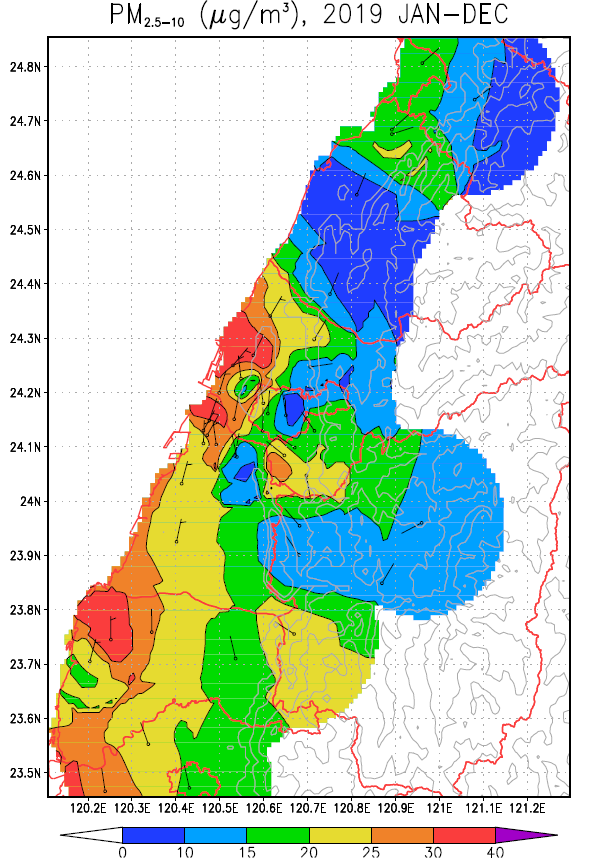 PM2.5−10 (μg/m³), 2019 JAN−DEC
24.8N
24.7N
24.6N
24.5N
24.4N
24.3N
24.2N
24.1N
24N
23.9N
23.8N
23.7N
23.6N
23.5N
120.2E 120.3E 120.4E 120.5E 120.6E 120.7E 120.8E 120.9E 121E 121.1E 121.2E
0 10 15 20 25 30 40